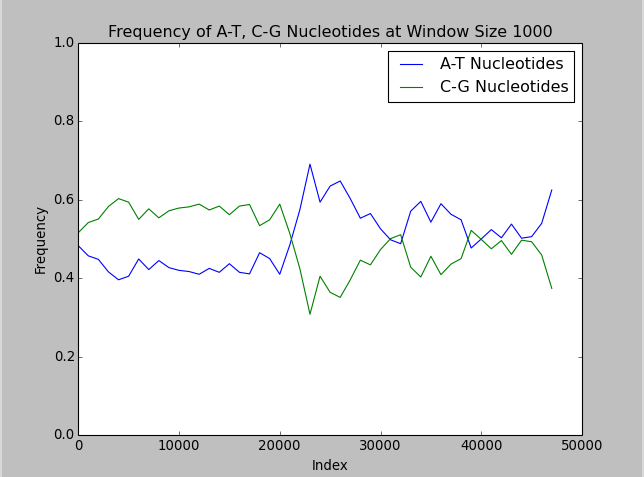 Frequency of A-T, C-G Nucleotides at Window Size 1000
1.0
A-T Nucleotides
C-G Nucleotides
0.8
0.6
Frequency
0.4
0.2
0.0
0 10000 20000 30000 40000 50000
Index